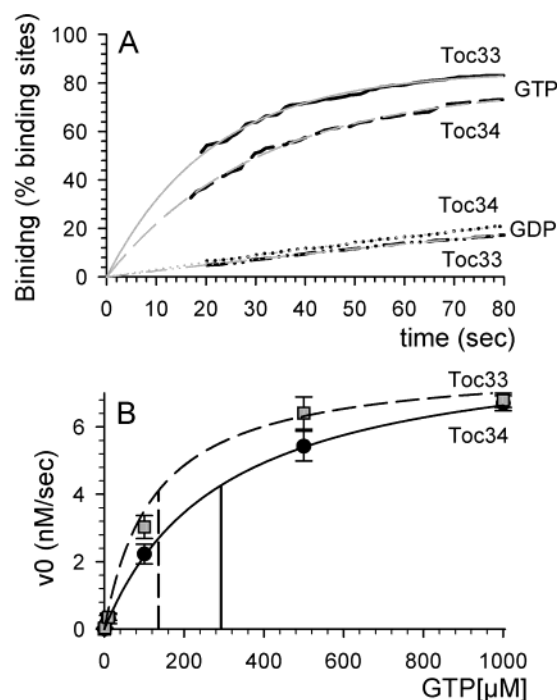 A
Binidng (% binding sites)
100
80
60
40
20
0
Toc33
GTP
Toc34
Toc34
GDP
Toc33
0 10 20 30 40 50 60 70 80
time (sec)
B
v0 (nM/sec)
6
4
2
0
Toc33
Toc34
0 200 400 600 800 1000
GTP[µM]